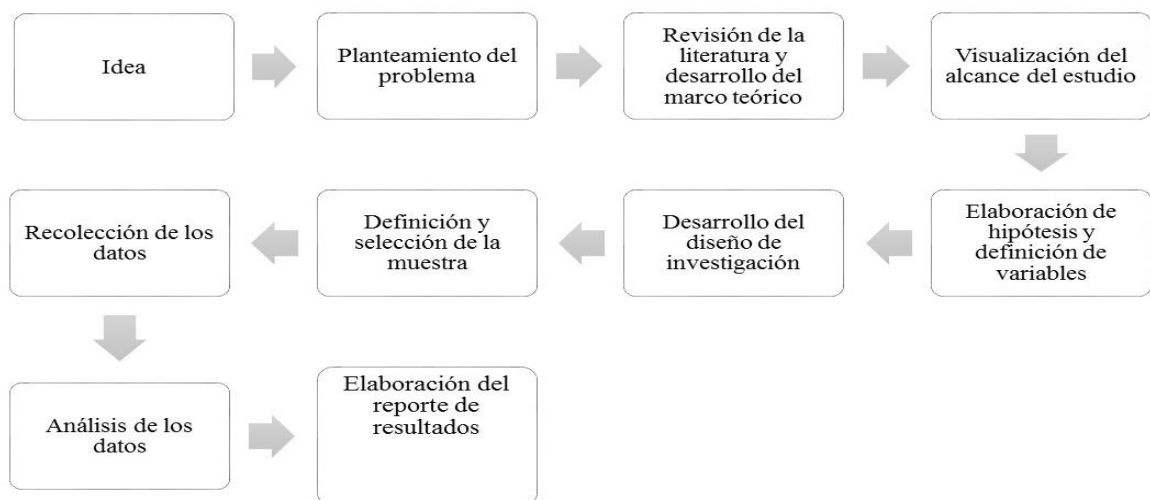 Idea
Planteamiento del
problema
Revisión de la
literatura y
desarrollo del
marco teórico
Visualización del
alcance del estudio
Elaboración de
hipótesis y
definición de
variables
Desarrollo del
diseño de
investigación
Definición y
selección de la
muestra
Recolección de los
datos
Análisis de los
datos
Elaboración del
reporte de
resultados